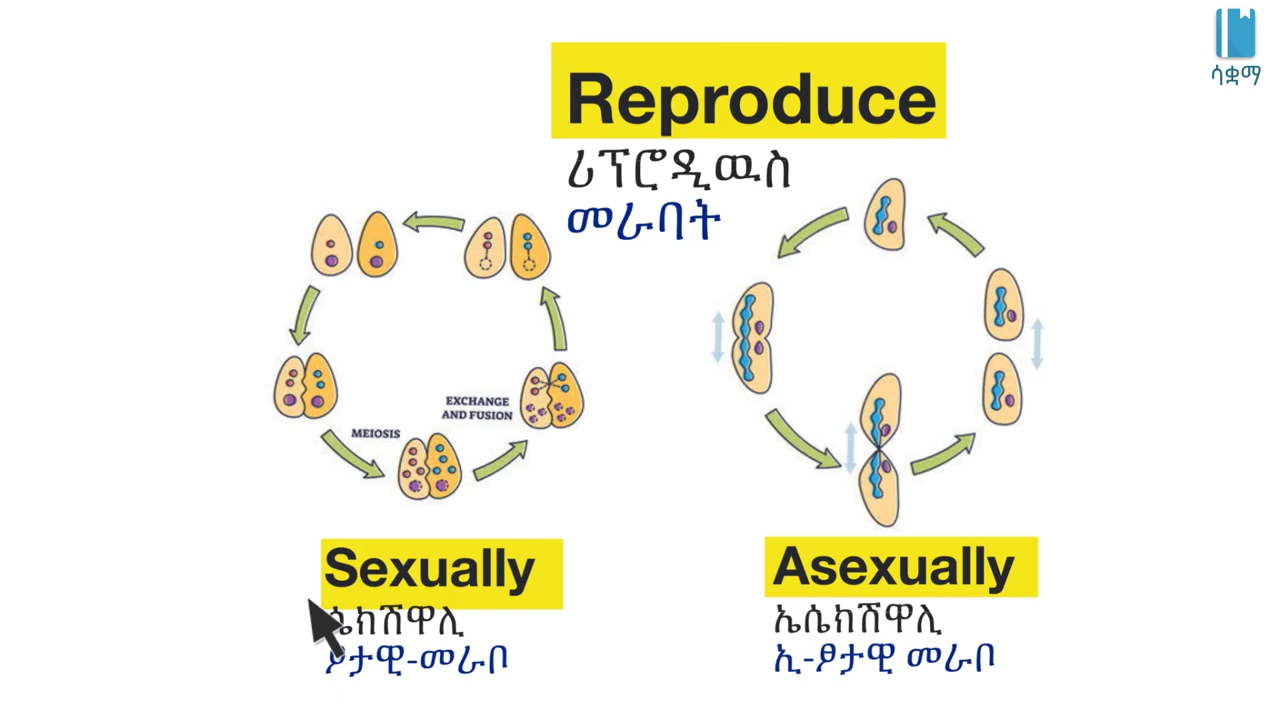 ሳቋማ
Reproduce
ሪፕሮዲዉስ
መራባት
EXCHANGE
AND FUSION
MEIOSIS
Sexually
ሴክሽዋሊ
ፆታዊ-መራቦ
Asexually
ኤሴክሽዋሊ
ኢ-ፆታዊ መራቦ